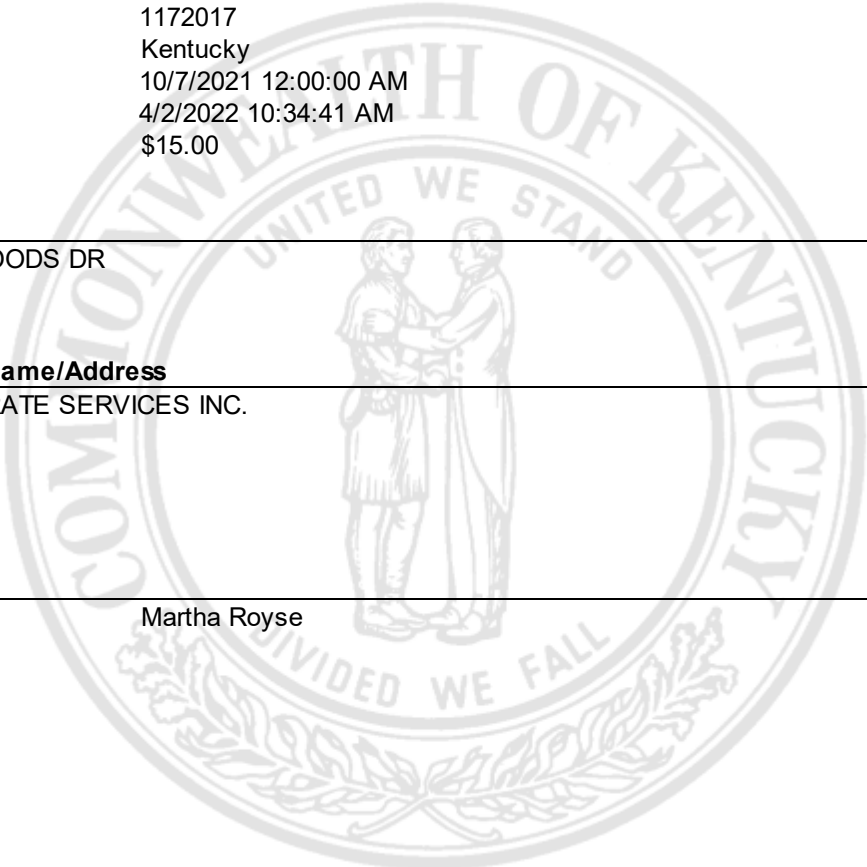 1172017
Kentucky
10/7/2021 12:00:00 AM
4/2/2022 10:34:41 AM
$15.00
COMMONWEALTH OF KENTUCKY
UNITED WE STAND
OODS DR
ame/Address
ATE SERVICES INC.
Martha Royse
DIVIDED WE FALL